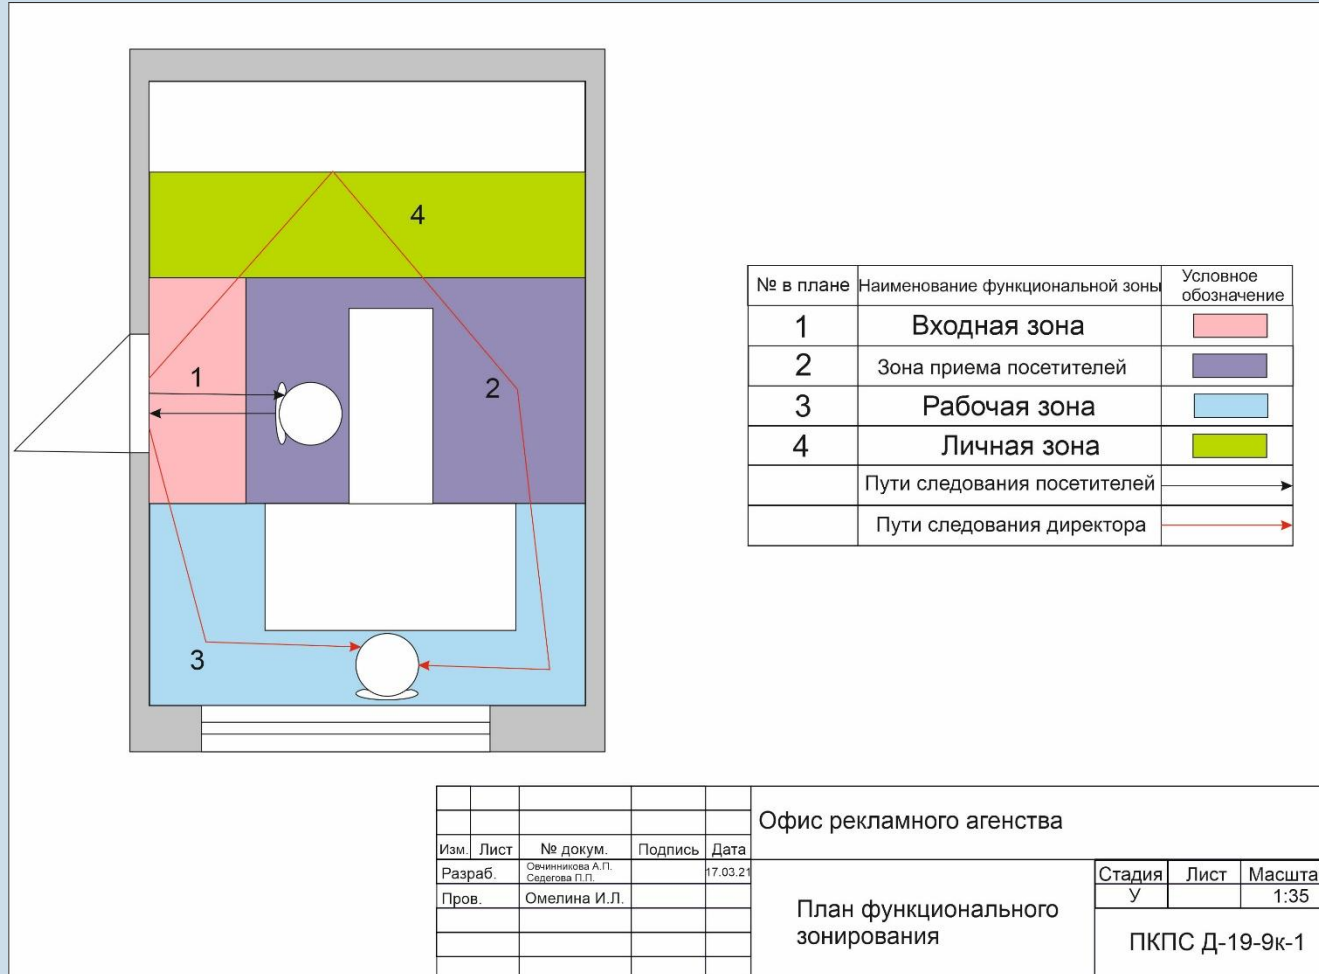 4
1
2
3
№ в плане Наименование функциональной зоны Условное обозначение
1 Входная зона
2 Зона приема посетителей
3 Рабочая зона
4 Личная зона
Пути следования посетителей
Пути следования директора
Офис рекламного агенства
Изм. Лист № докум. Подпись Дата
Разраб. Овчинникова А.П. Седегова П.П. 17.03.21
Пров. Омелина И.Л.
План функционального
зонирования
Стадия Лист Масшта
У 1:35
ПКПС Д-19-9к-1